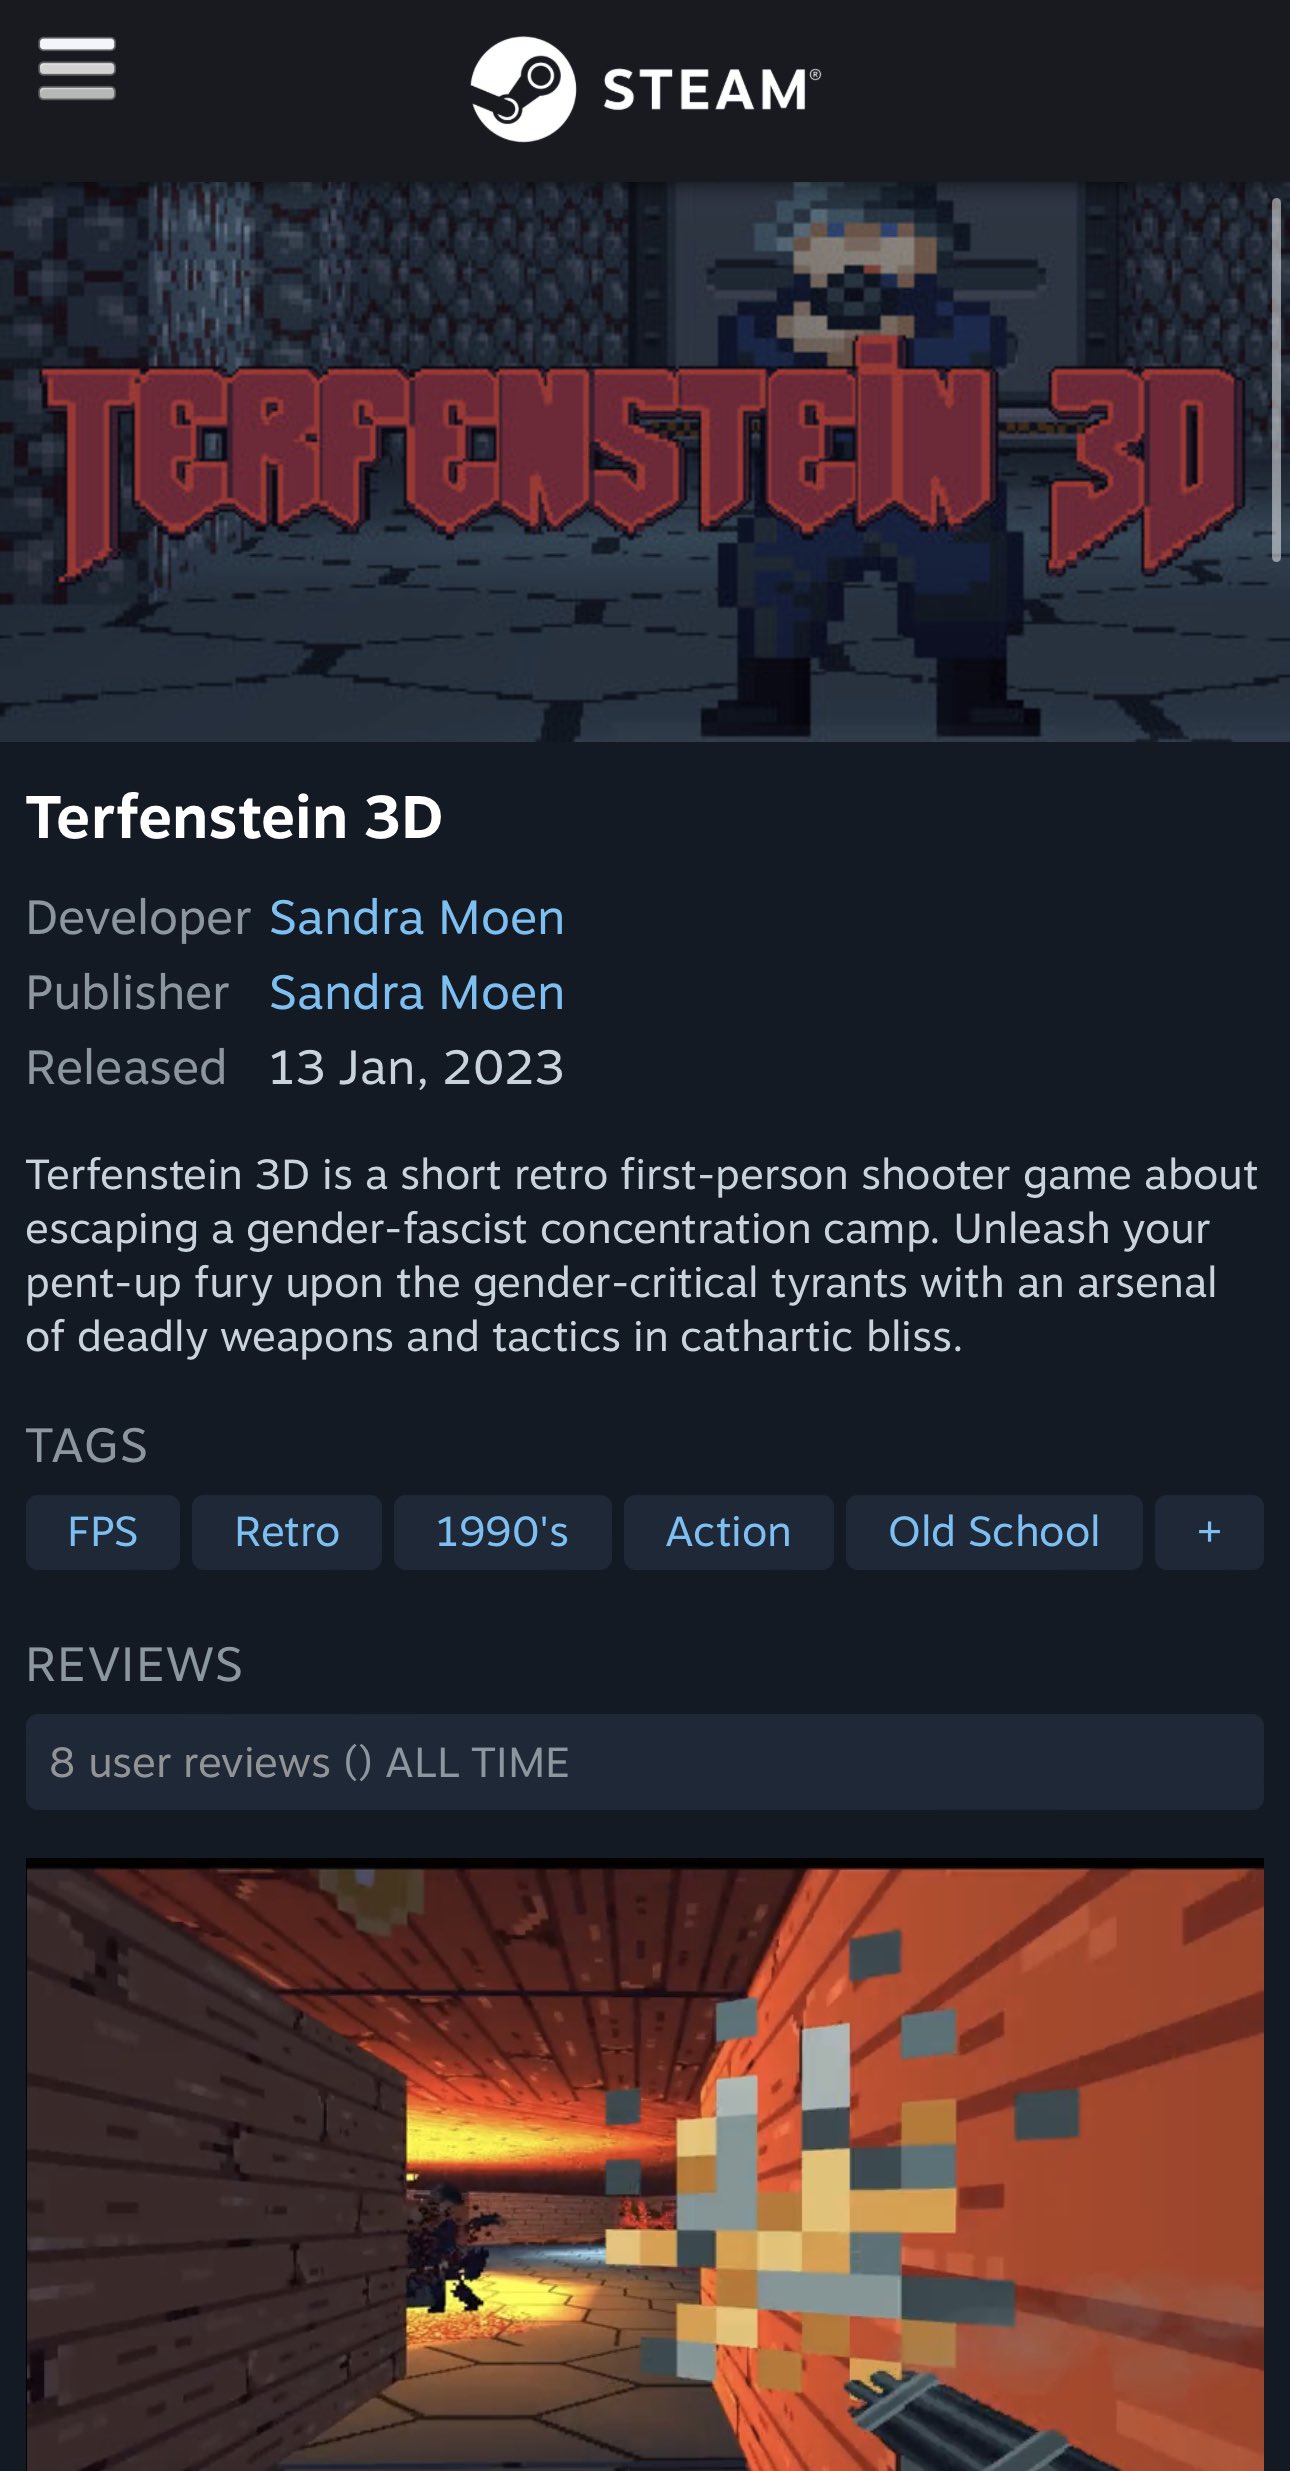 STEAM®
TERFENSTEIN 3D
Terfenstein 3D
Developer Sandra Moen
Publisher Sandra Moen
Released 13 Jan, 2023
Terfenstein 3D is a short retro first-person shooter game about
escaping a gender-fascist concentration camp. Unleash your
pent-up fury upon the gender-critical tyrants with an arsenal
of deadly weapons and tactics in cathartic bliss.
TAGS
FPS Retro 1990's Action Old School +
REVIEWS
8 user reviews () ALL TIME